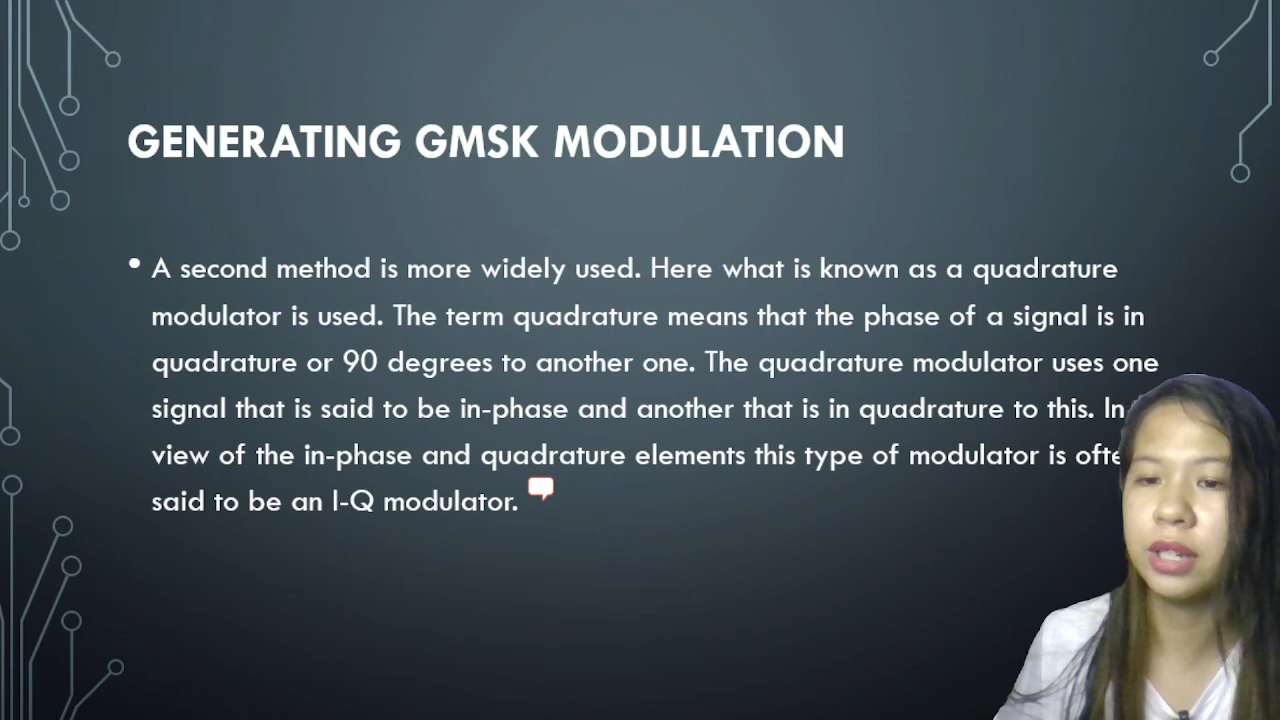 GENERATING GMSK MODULATION
• A second method is more widely used. Here what is known as a quadrature
modulator is used. The term quadrature means that the phase of a signal is in
quadrature or 90 degrees to another one. The quadrature modulator uses one
signal that is said to be in-phase and another that is in quadrature to this. In
view of the in-phase and quadrature elements this type of modulator is ofte
said to be an I-Q modulator.